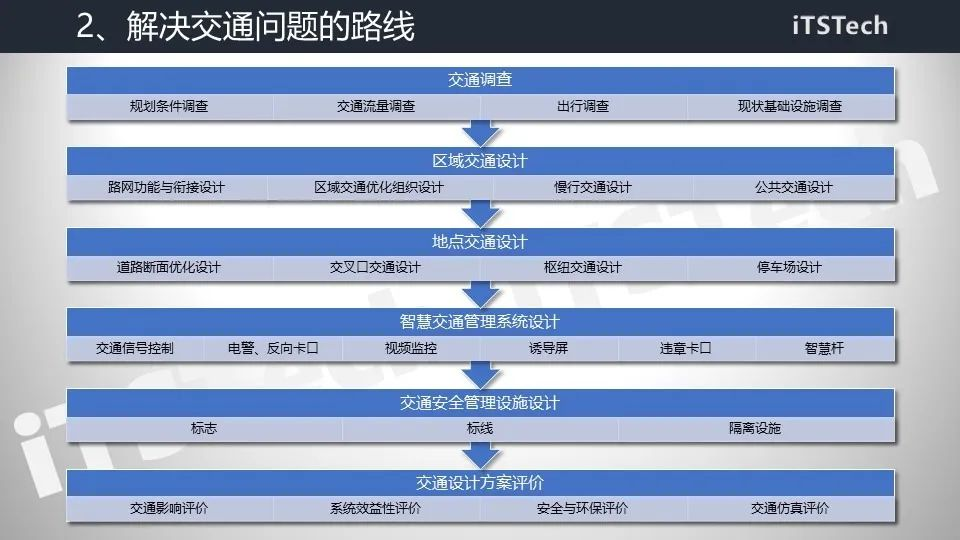 2、解决交通问题的路线
iTSTech
交通调查
规划条件调查 交通流量调查 出行调查 现状基础设施调查
区域交通设计
路网功能与衔接设计 区域交通优化组织设计 慢行交通设计 公共交通设计
地点交通设计
道路断面优化设计 交叉口交通设计 枢纽交通设计 停车场设计
智慧交通管理系统设计
交通信号控制 电警、反向卡口 视频监控 诱导屏 违章卡口 智慧杆
交通安全管理设施设计
标志 标线 隔离设施
交通设计方案评价
交通影响评价 系统效益性评价 安全与环保评价 交通仿真评价
iTSTech iTSTech